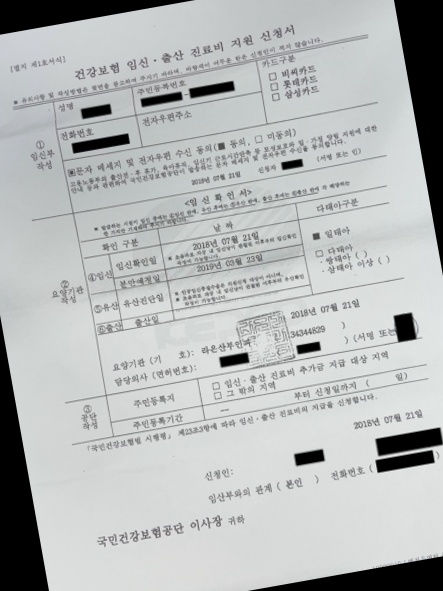 [별지 제1호서식]
건강보험 임신·출산 진료비 지원 신청서
※ 유의사항 및 작성방법은 뒷면을 참고하여 주시기 바라며, 바탕색이 어두운 란은 신청인이 적지 않습니다.
① 임신부 작성
성명
주민등록번호
카드구분
□ 비씨카드
□ 롯데카드
□ 삼성카드
전화번호
전자우편주소
▣문자 메세지 및 전자우편 수신 동의(■ 동의, □ 미동의)
2018년 07월 21일 신청자 (서명 또는 인)
<임 신 확 인 서>
② 요양기관 작성
확인 구분
날 짜
다태아구분
④임신
임신확인일
2018년 07월 21일
분만예정일
2019년 03월 23일
■ 일태아
□ 다태아
· 쌍태아 ( )
· 삼태아 이상 ( )
⑤유산
유산진단일
⑥출산
출산일
2018년 07월 21일
요양기관 (기 호): 라온산부인과 34344829 )
담당의사 (면허번호): ) (서명 또는
③ 공단 작성
주민등록지
□ 임신·출산 진료비 추가금 지급 대상 지역
□ 그 밖의 지역
주민등록기간
부터 신청일까지 ( 일)
「국민건강보험법 시행령」 제23조3항에 따라 임신·출산 진료비의 지급을 신청합니다.
2018년 07월 21일
신청인:
임산부와의 관계 ( 본인 ) 전화번호 (
국민건강보험공단 이사장 귀하